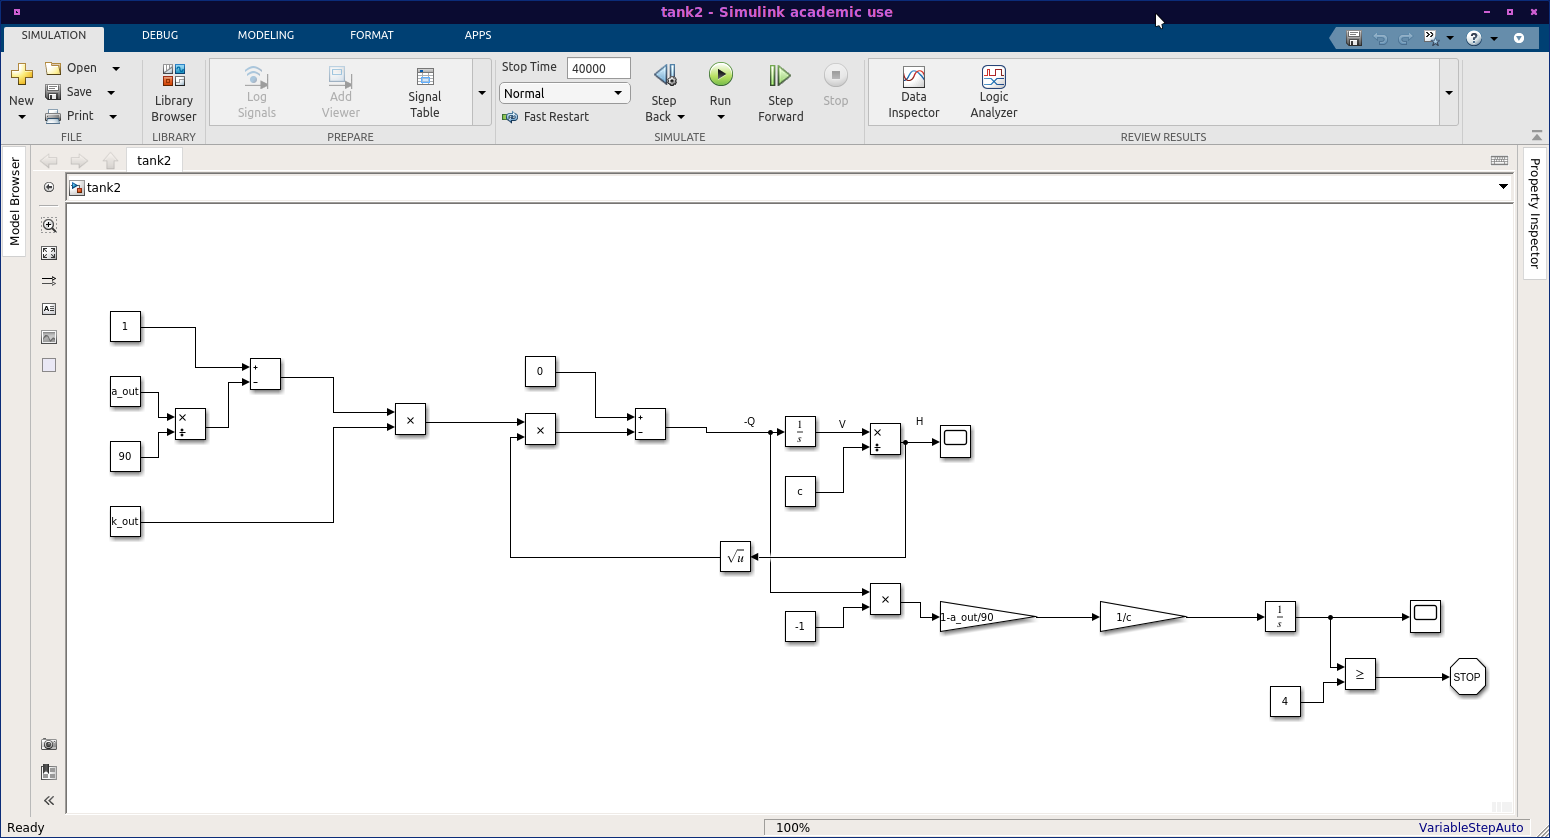 tank2 - Simulink academic use
SIMULATION
DEBUG
MODELING
FORMAT
APPS
New
Open
Save
Print
FILE
Library
Browser
LIBRARY
Log
Signals
Add
Viewer
Signal
Table
PREPARE
Stop Time
40000
Normal
Fast Restart
Step
Back
Run
Step
Forward
Stop
SIMULATE
Data
Inspector
Logic
Analyzer
REVIEW RESULTS
Model Browser
tank2
tank2
Property Inspector
1
+
−
a_out
×
÷
90
k_out
×
0
×
+
−
-Q
1
s
V
×
÷
H
c
√u
×
-1
1-a_out/90
1/c
1
s
≥
4
STOP
Ready
100%
VariableStepAuto